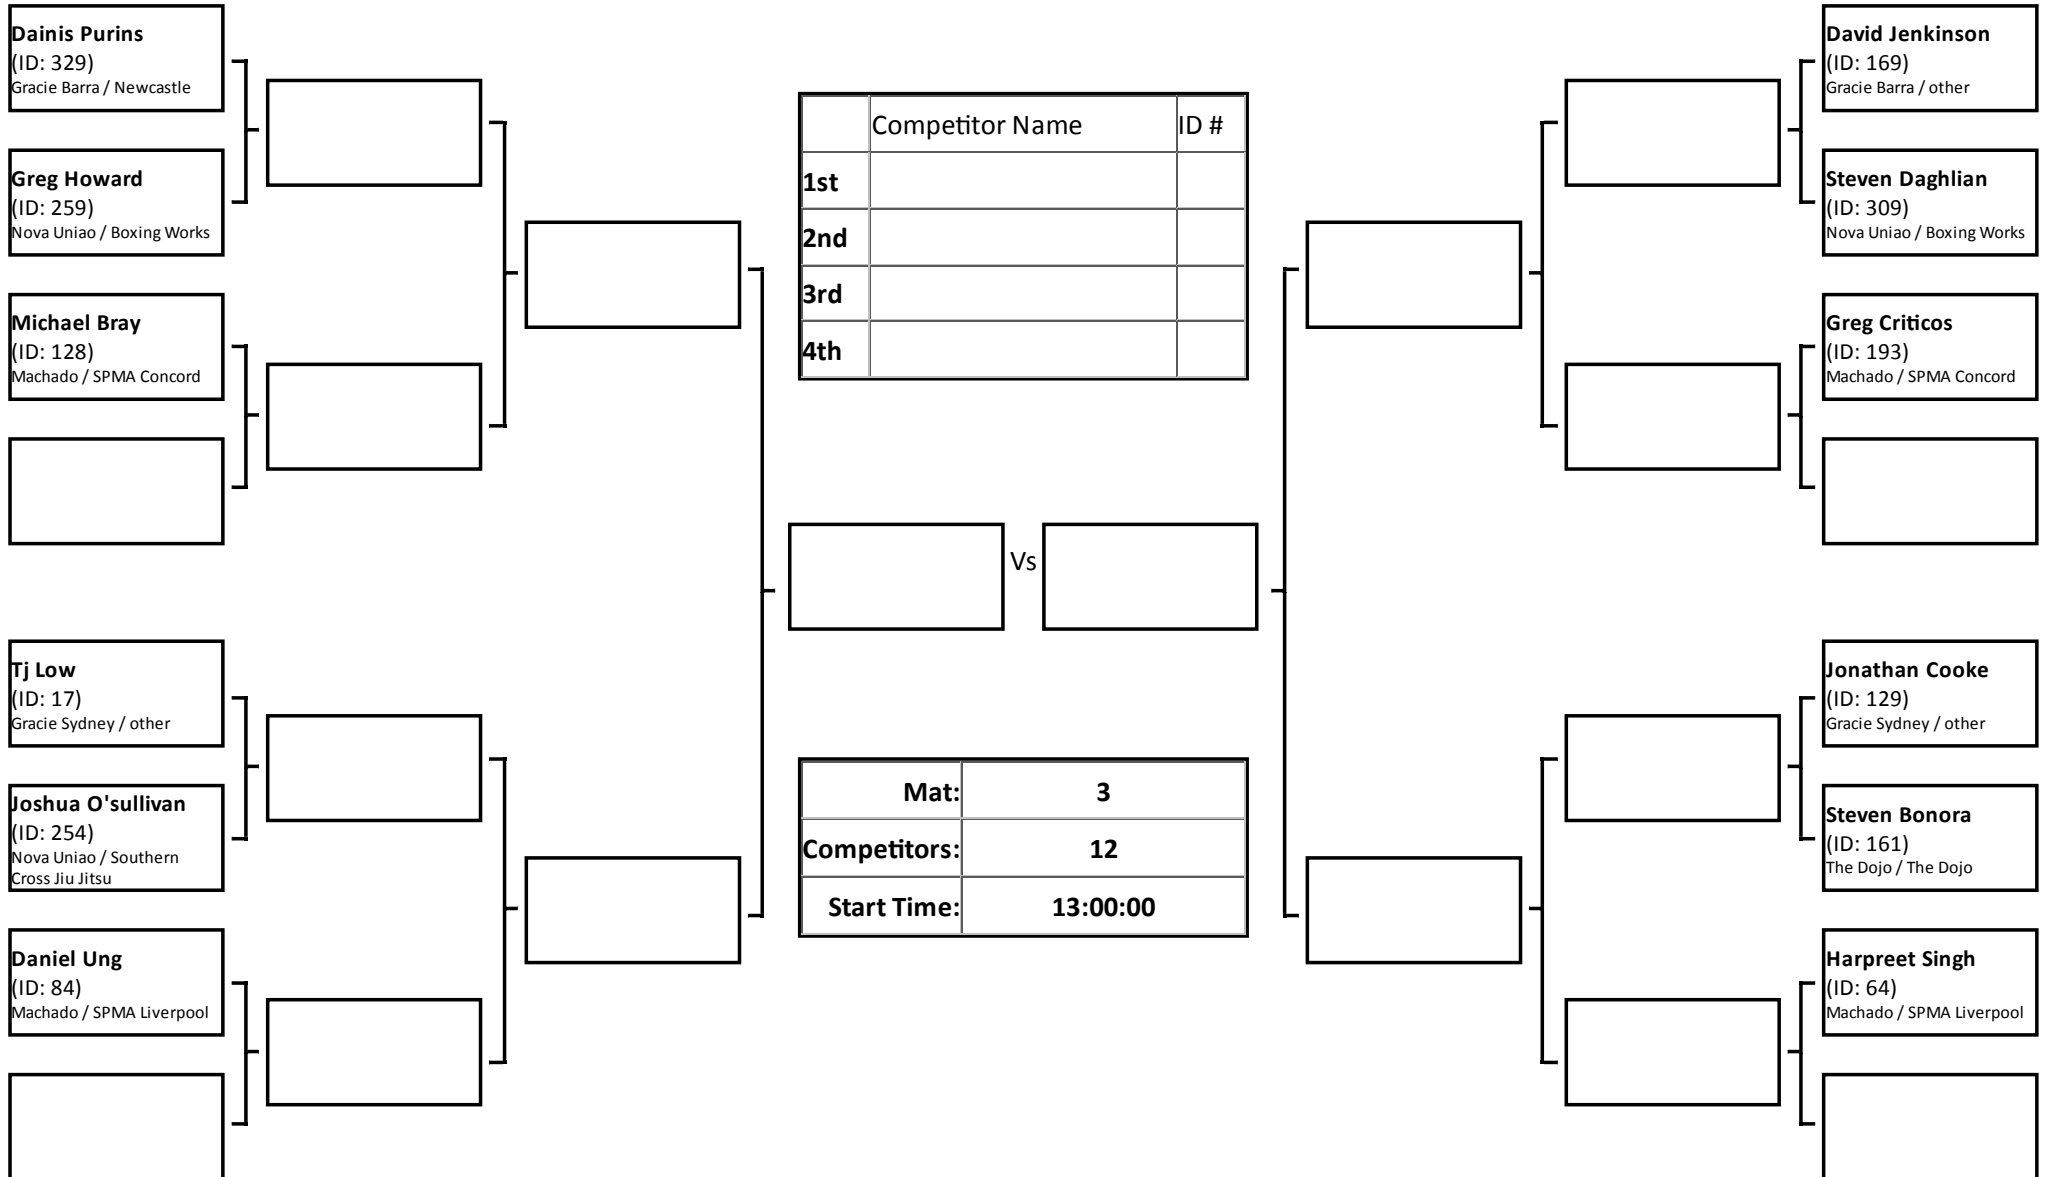 Dainis Purins
(ID: 329)
Gracie Barra / Newcastle
Greg Howard
(ID: 259)
Nova Uniao / Boxing Works
Michael Bray
(ID: 128)
Machado / SPMA Concord
Tj Low
(ID: 17)
Gracie Sydney / other
Joshua O'sullivan
(ID: 254)
Nova Uniao / Southern
Cross Jiu Jitsu
Daniel Ung
(ID: 84)
Machado / SPMA Liverpool
Competitor Name ID #
1st
2nd
3rd
4th
Vs
Mat: 3
Competitors: 12
Start Time: 13:00:00
David Jenkinson
(ID: 169)
Gracie Barra / other
Steven Daghlian
(ID: 309)
Nova Uniao / Boxing Works
Greg Criticos
(ID: 193)
Machado / SPMA Concord
Jonathan Cooke
(ID: 129)
Gracie Sydney / other
Steven Bonora
(ID: 161)
The Dojo / The Dojo
Harpreet Singh
(ID: 64)
Machado / SPMA Liverpool